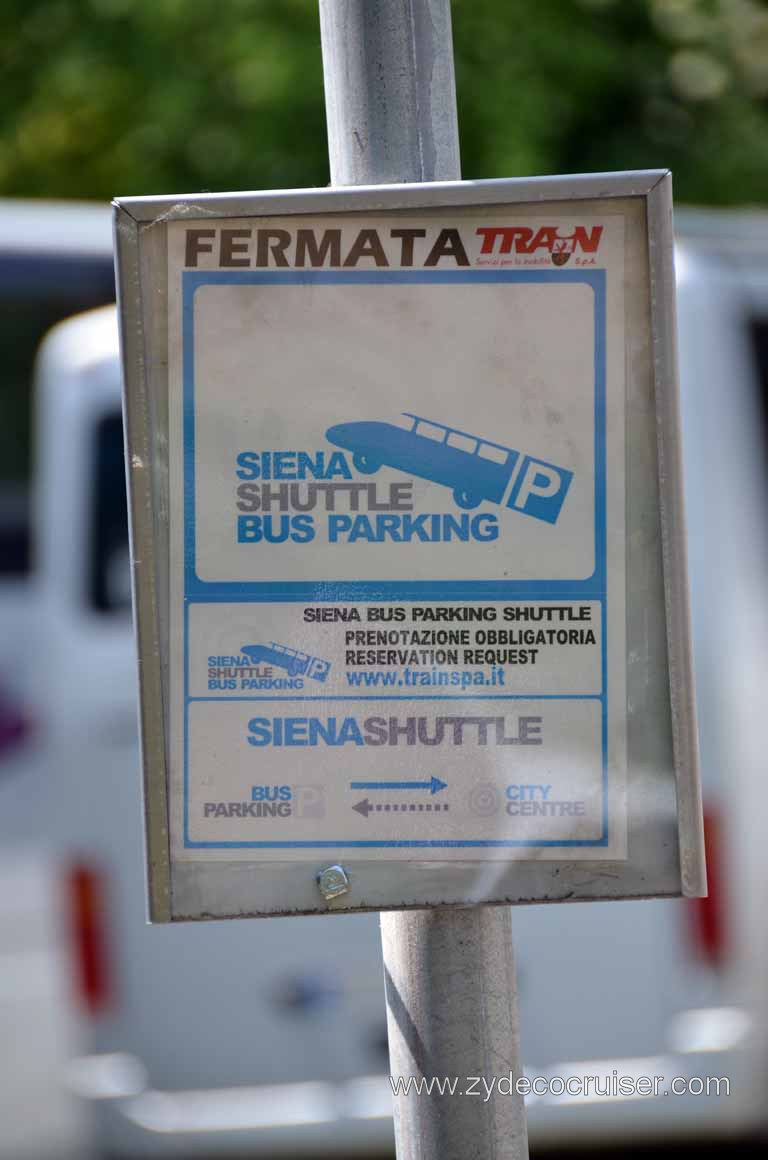 FERMATA TRAIN
Servizi per la mobilità S.p.A.
SIENA
SHUTTLE P
BUS PARKING
SIENA BUS PARKING SHUTTLE
PRENOTAZIONE OBBLIGATORIA
RESERVATION REQUEST
www.trainspa.it
SIENA
SHUTTLE P
BUS PARKING
SIENASHUTTLE
BUS
PARKING P
CITY
CENTRE
www.zydecocruiser.com